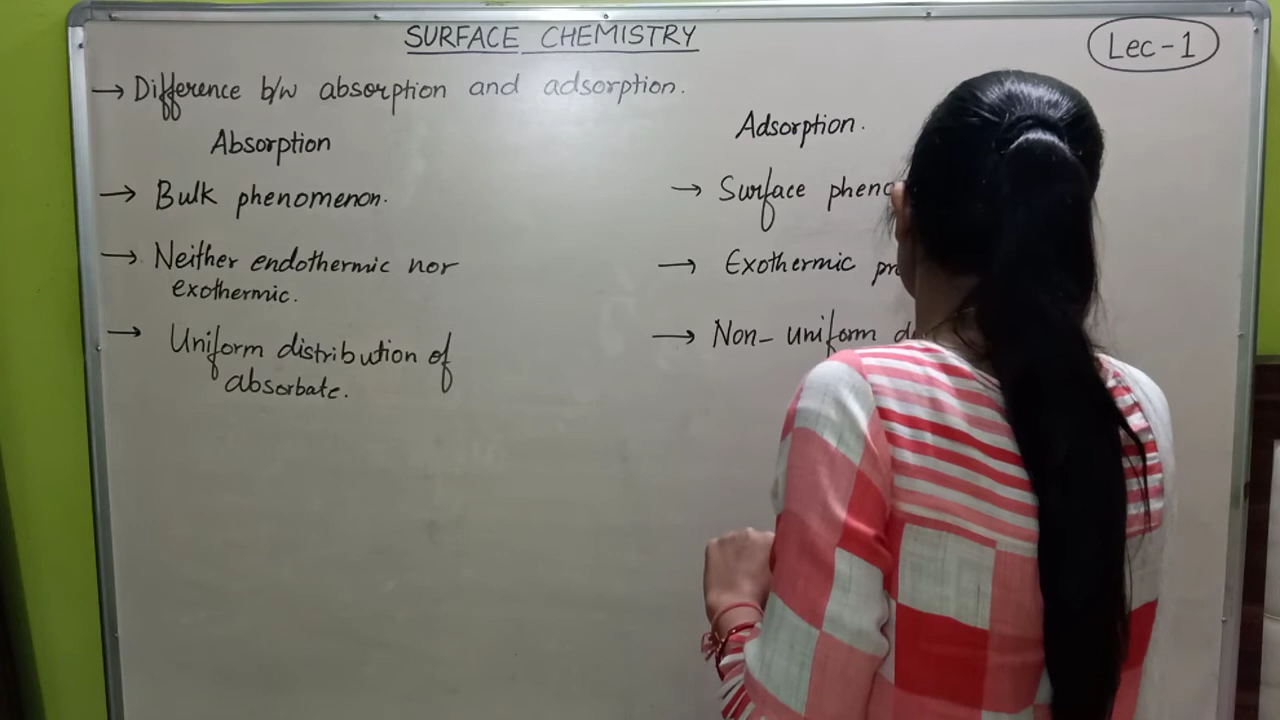 SURFACE CHEMISTRY
Lec-1
→ Difference b/w absorption and adsorption.
Absorption
→ Bulk phenomenon.
→ Neither endothermic nor
exothermic.
→ Uniform distribution of
absorbate.
Adsorption.
→ Surface
→ Exothermic
→ Non-uniform